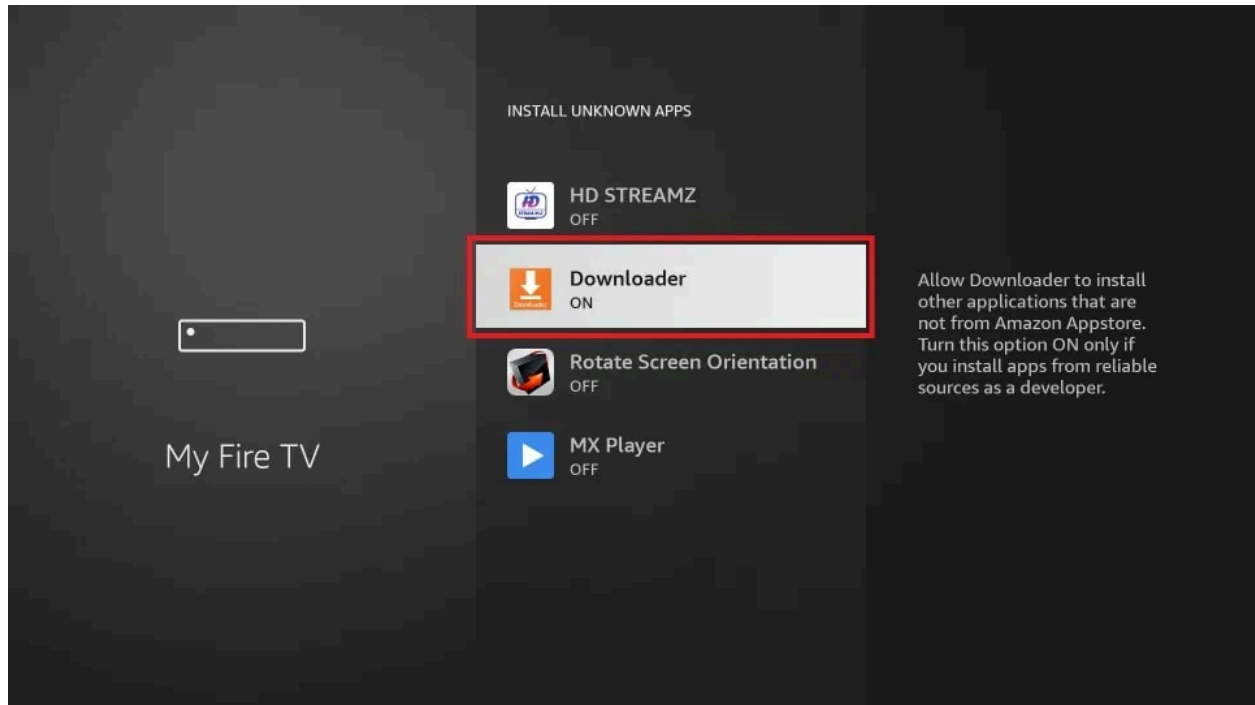 INSTALL UNKNOWN APPS
HD STREAMZ
OFF
Downloader
ON
Rotate Screen Orientation
OFF
MX Player
OFF
My Fire TV
Allow Downloader to install
other applications that are
not from Amazon Appstore.
Turn this option ON only if
you install apps from reliable
sources as a developer.